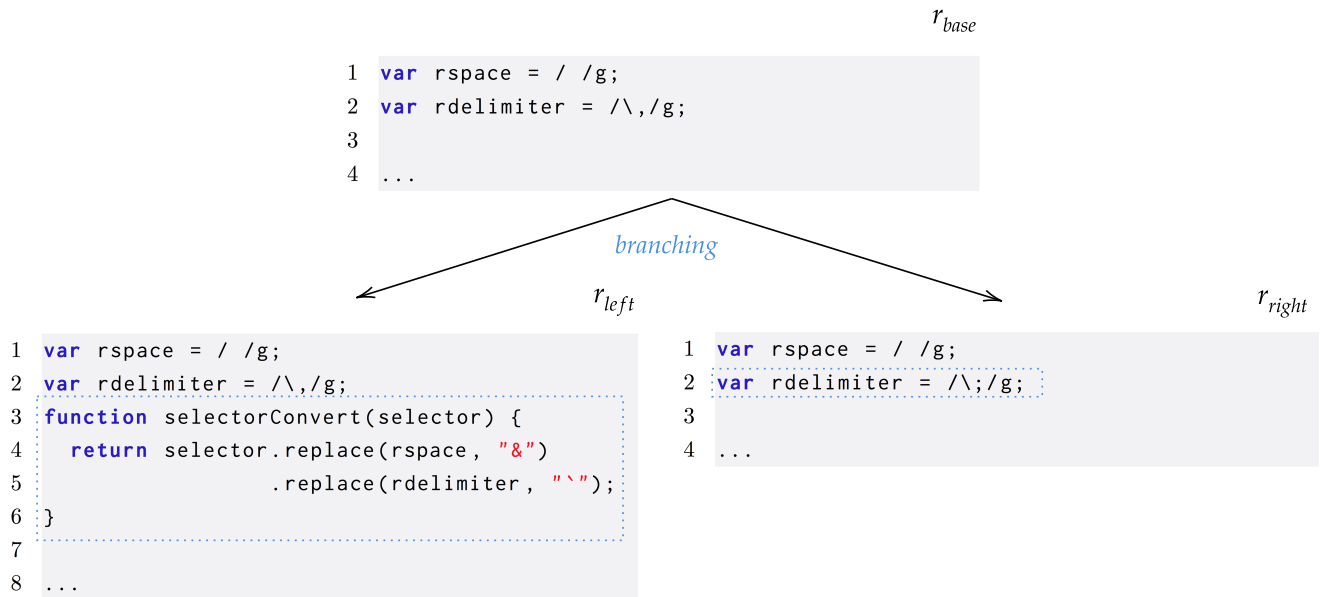 r_base
1 var rspace = / /g;
2 var rdelimiter = /\,/g;
3
4 ...
branching
r_left
1 var rspace = / /g;
2 var rdelimiter = /\,/g;
3 function selectorConvert(selector) {
4   return selector.replace(rspace, "&")
5                  .replace(rdelimiter, "`");
6 }
7
8 ...
r_right
1 var rspace = / /g;
2 var rdelimiter = /\;/g;
3
4 ...